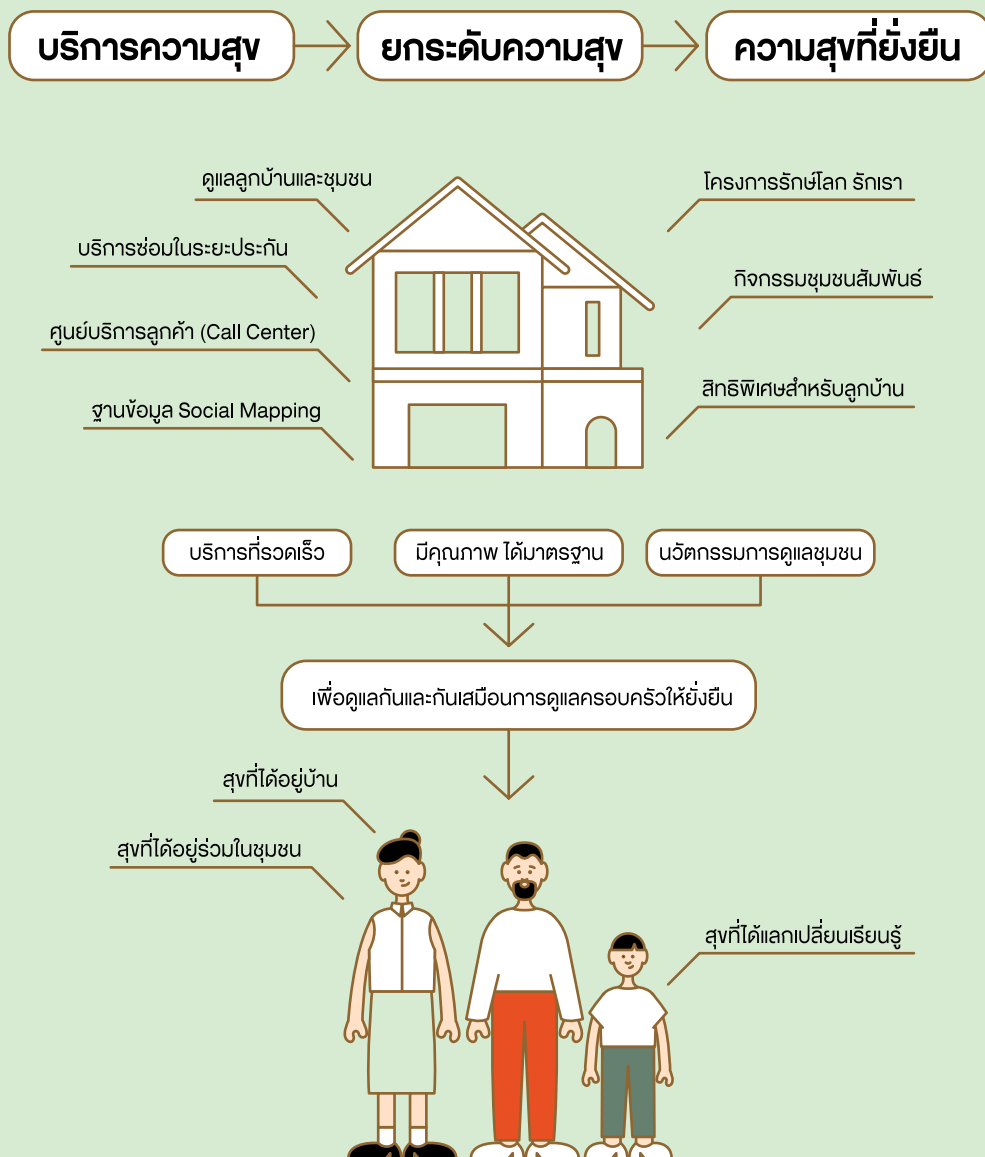 บริการความสุข
ยกระดับความสุข
ความสุขที่ยั่งยืน
ดูแลลูกบ้านและชุมชน
บริการซ่อมในระยะประกัน
ศูนย์บริการลูกค้า (Call Center)
ฐานข้อมูล Social Mapping
โครงการรักษ์โลก รักเรา
กิจกรรมชุมชนสัมพันธ์
สิทธิพิเศษสำหรับลูกบ้าน
บริการที่รวดเร็ว
มีคุณภาพ ได้มาตรฐาน
นวัตกรรมการดูแลชุมชน
เพื่อดูแลกันและกันเสมือนการดูแลครอบครัวให้ยั่งยืน
สุขที่ได้อยู่บ้าน
สุขที่ได้อยู่ร่วมในชุมชน
สุขที่ได้แลกเปลี่ยนเรียนรู้